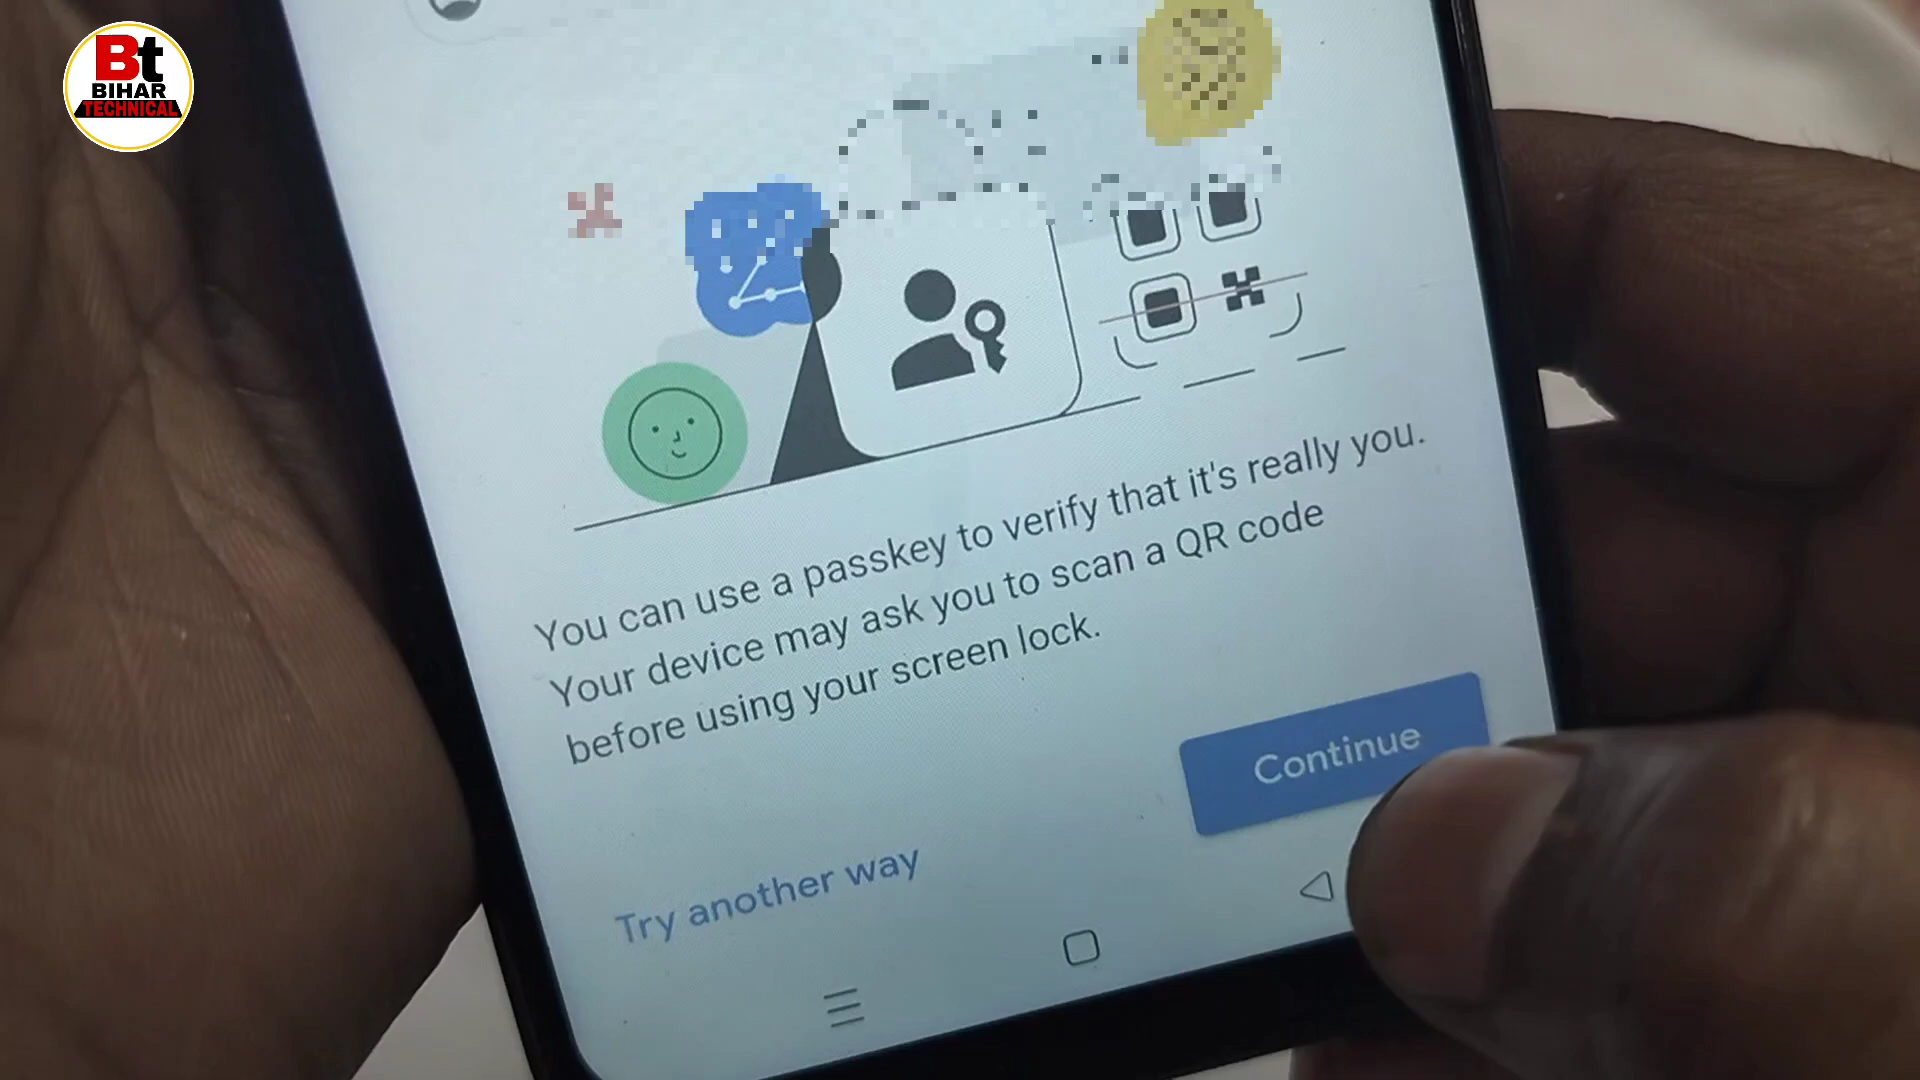 Bt
BIHAR
TECHNICAL
You can use a passkey to verify that it's really you.
Your device may ask you to scan a QR code
before using your screen lock.
Continue
Try another way